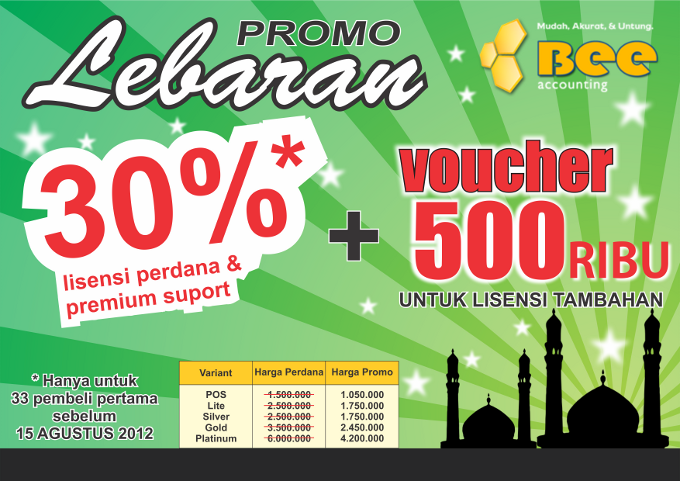 PROMO
Lebaran
Mudah, Akurat, & Untung.
Bee
accounting
30%*
lisensi perdana &
premium suport
+
voucher
500 RIBU
UNTUK LISENSI TAMBAHAN
* Hanya untuk
33 pembeli pertama
sebelum
15 AGUSTUS 2012
Variant Harga Perdana Harga Promo
POS 1.500.000 1.050.000
Lite 2.500.000 1.750.000
Silver 2.500.000 1.750.000
Gold 3.500.000 2.450.000
Platinum 6.000.000 4.200.000